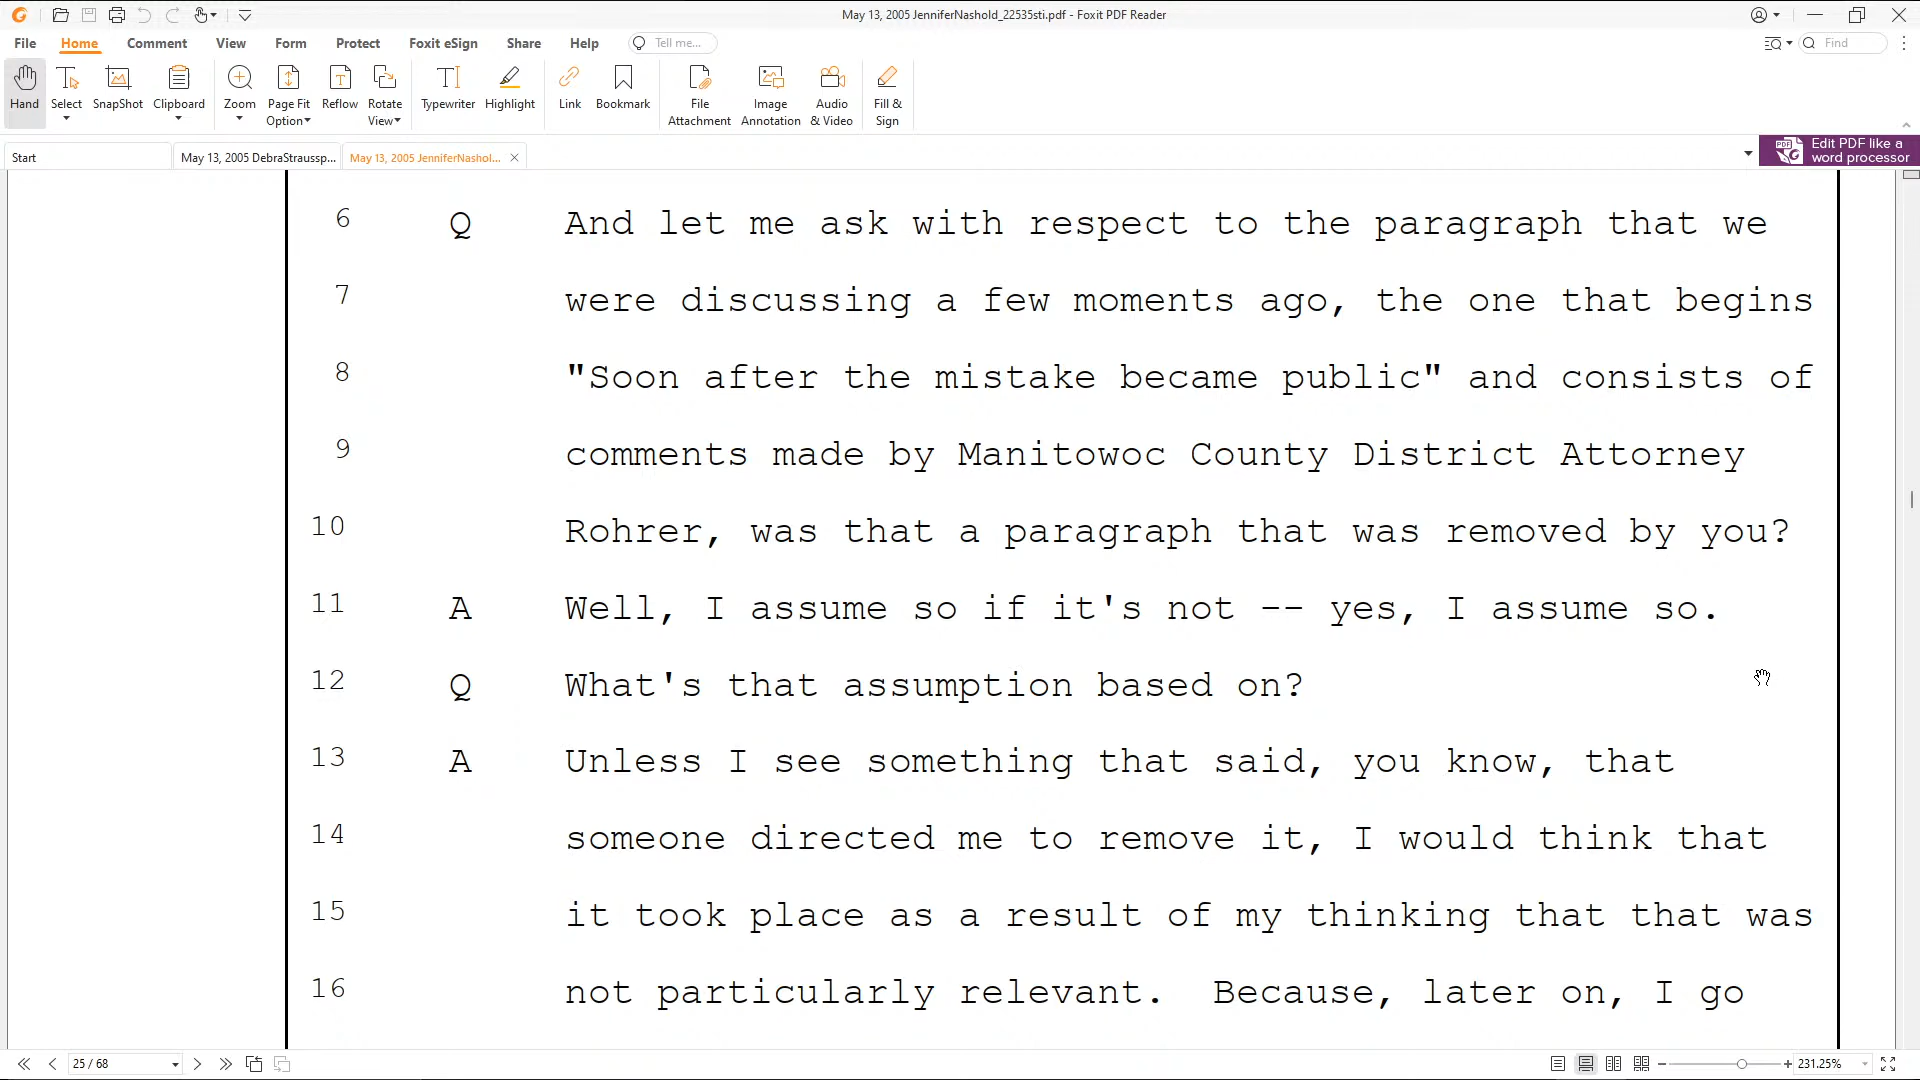 May 13, 2005 JenniferNashold_22535sti.pdf - Foxit PDF Reader
File Home Comment View Form Protect Foxit eSign Share Help Tell me... Find
Hand Select SnapShot Clipboard Zoom Page Fit Option Reflow Rotate View Typewriter Highlight Link Bookmark File Attachment Image Annotation Audio & Video Fill & Sign
Start May 13, 2005 DebraStraussp... May 13, 2005 JenniferNashol... Edit PDF like a word processor
6 Q And let me ask with respect to the paragraph that we
7 were discussing a few moments ago, the one that begins
8 "Soon after the mistake became public" and consists of
9 comments made by Manitowoc County District Attorney
10 Rohrer, was that a paragraph that was removed by you?
11 A Well, I assume so if it's not -- yes, I assume so.
12 Q What's that assumption based on?
13 A Unless I see something that said, you know, that
14 someone directed me to remove it, I would think that
15 it took place as a result of my thinking that that was
16 not particularly relevant. Because, later on, I go
25 / 68 231.25%